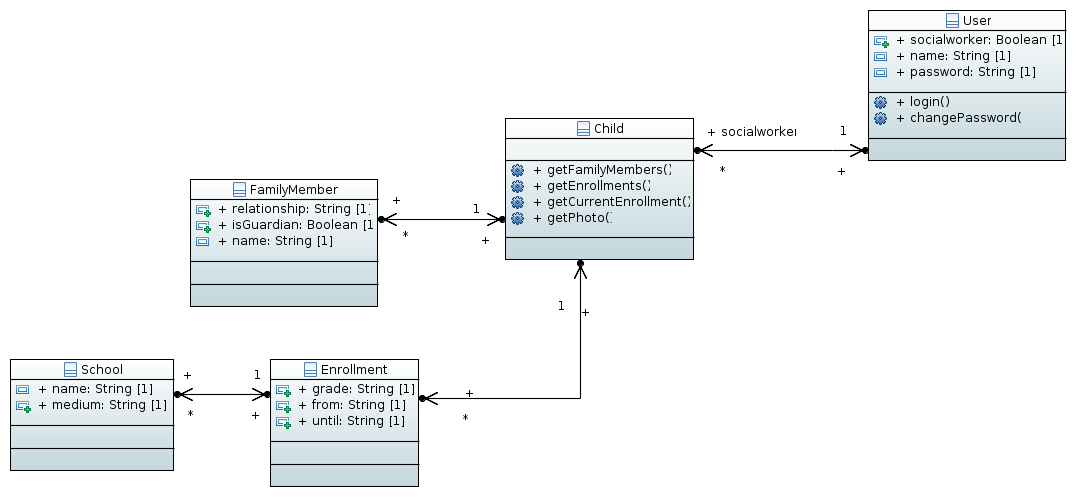 User
+ socialworker: Boolean [1
+ name: String [1]
+ password: String [1]
+ login()
+ changePassword(
+ socialworker
1
*
+
Child
+ getFamilyMembers()
+ getEnrollments()
+ getCurrentEnrollment()
+ getPhoto()
FamilyMember
+ relationship: String [1]
+ isGuardian: Boolean [1
+ name: String [1]
+
1
*
+
1
+
School
+ name: String [1]
+ medium: String [1]
+
1
*
+
Enrollment
+ grade: String [1]
+ from: String [1]
+ until: String [1]
+
*